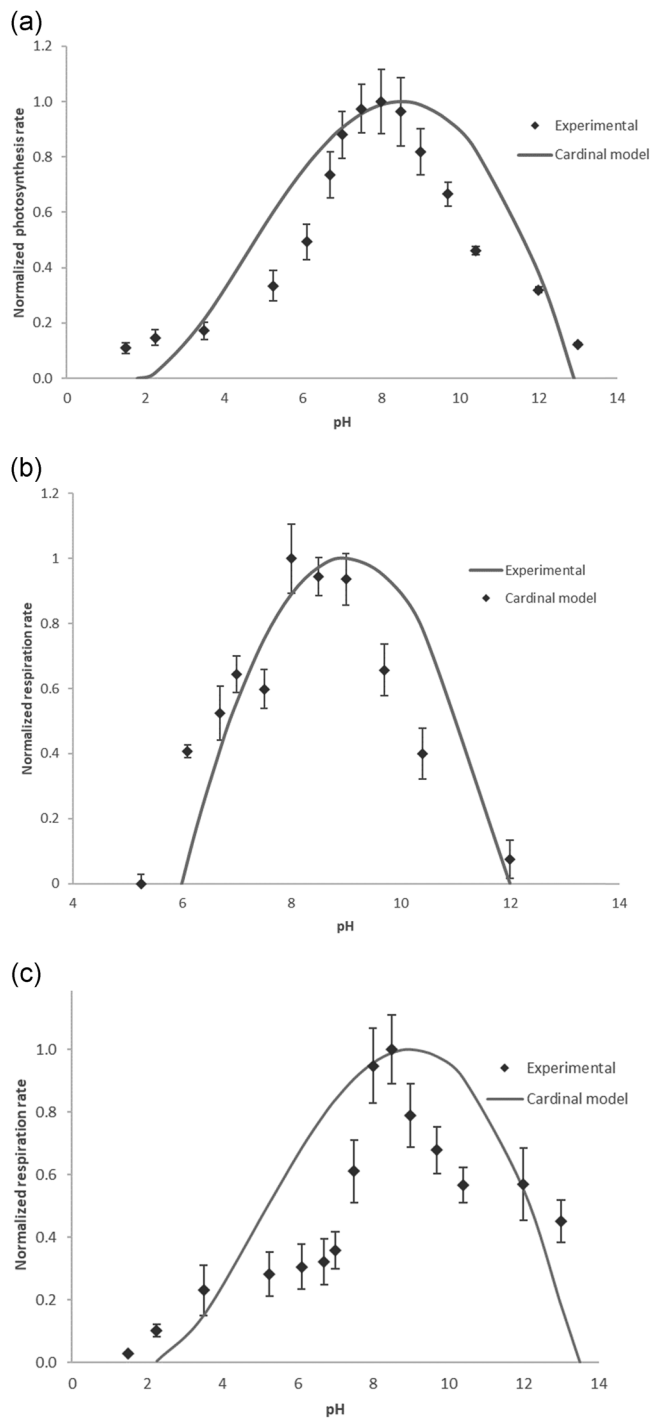 (a)
1.2
1.0
0.8
0.6
0.4
0.2
0.0
0 2 4 6 8 10 12 14
Normalized photosynthesis rate
pH
Experimental
Cardinal model
(b)
1.2
1
0.8
0.6
0.4
0.2
0
4 6 8 10 12 14
Normalized respiration rate
pH
Experimental
Cardinal model
(c)
1.0
0.8
0.6
0.4
0.2
0.0
0 2 4 6 8 10 12 14
Normalized respiration rate
pH
Experimental
Cardinal model